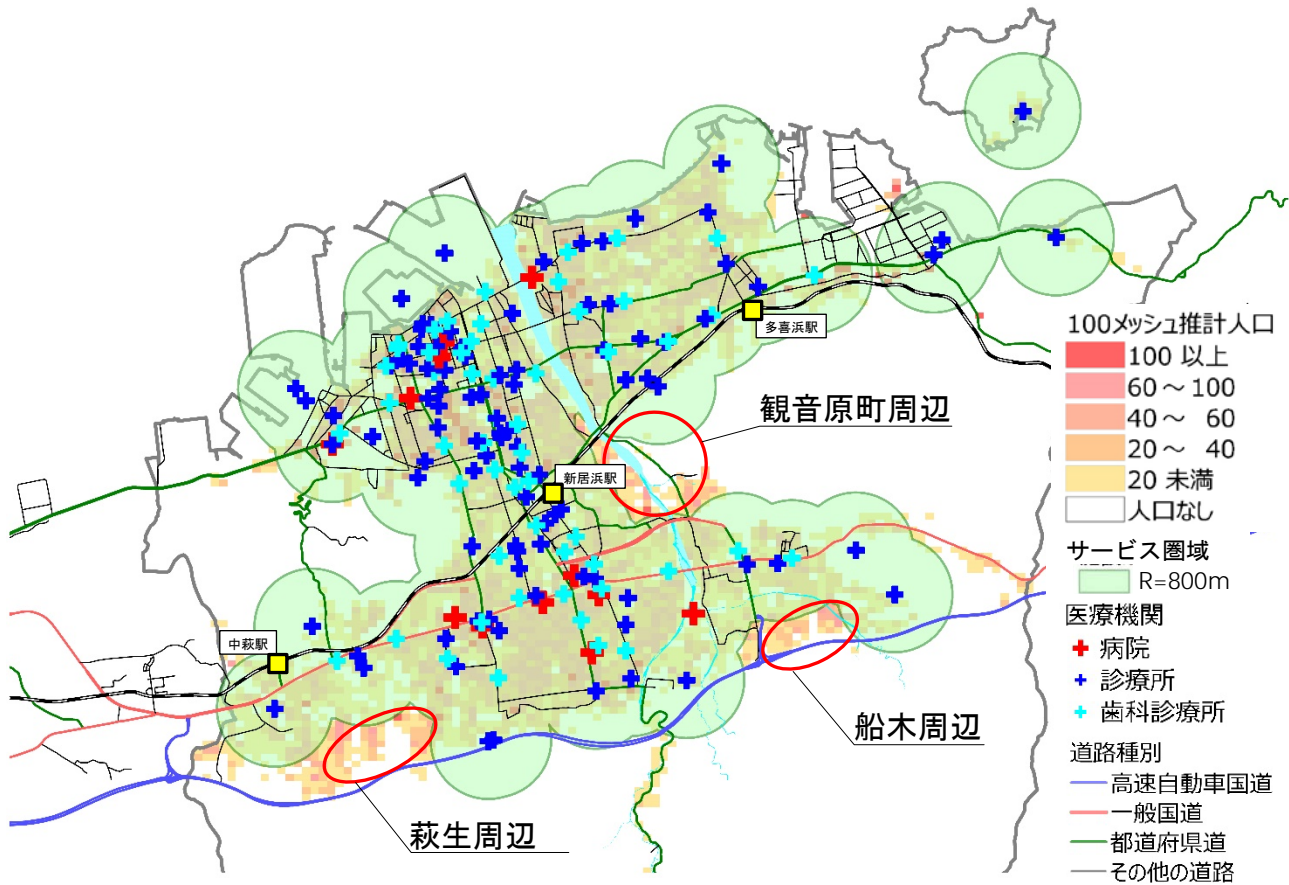 多喜浜駅
100メッシュ推計人口
100 以上
60～100
40～ 60
20～ 40
20 未満
人口なし
観音原町周辺
新居浜駅
サービス圏域
R=800m
医療機関
病院
診療所
歯科診療所
中萩駅
船木周辺
道路種別
高速自動車国道
一般国道
都道府県道
その他の道路
萩生周辺